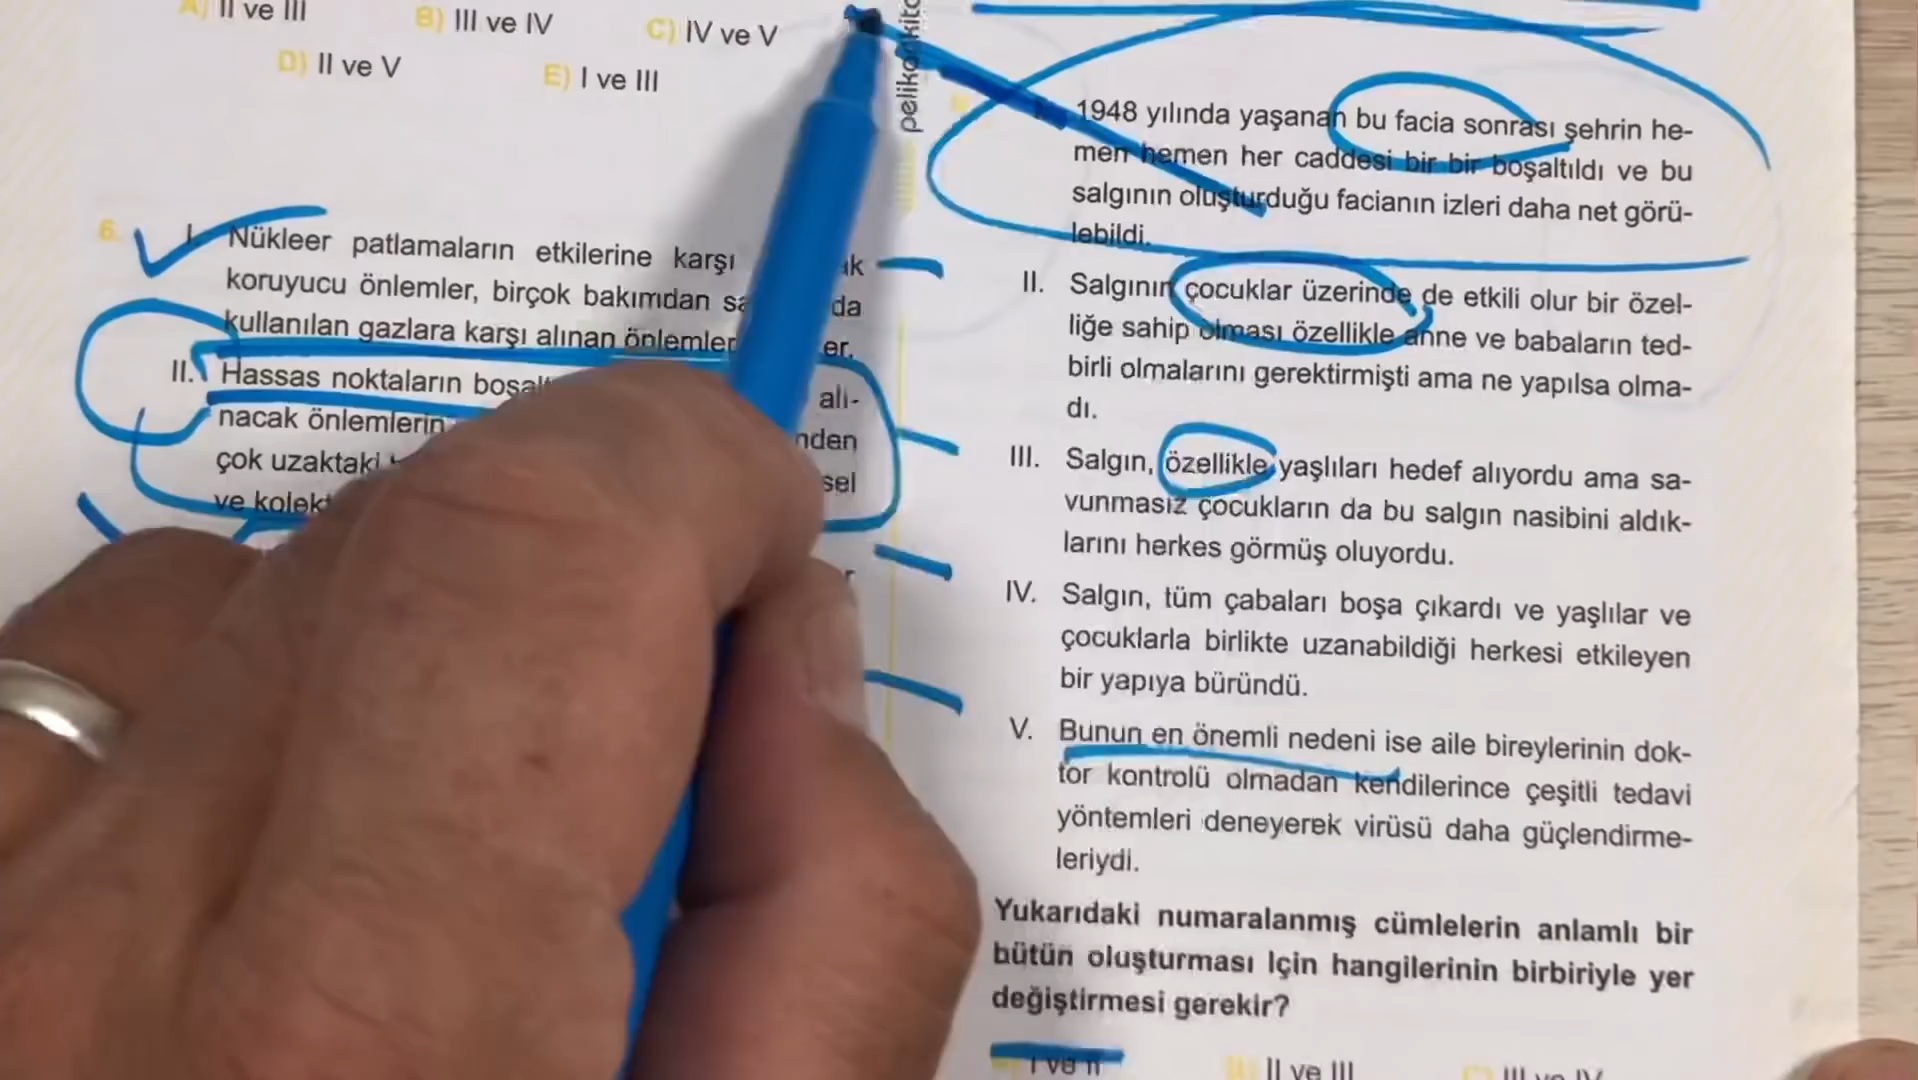 A) II ve III
B) III ve IV
C) IV ve V
D) II ve V
E) I ve III
6.
I. Nükleer patlamaların etkilerine karşı
koruyucu önlemler, birçok bakımdan da
kullanılan gazlara karşı alınan önlemler er.
II. Hassas noktaların alı-
nacak önlemlerin nden
çok uzaktaki sel
ve
1948 yılında yaşanan bu facia sonrası şehrin he-
men hemen her caddesi bir bir boşaltıldı ve bu
salgının oluşturduğu facianın izleri daha net görü-
lebildi.
II. Salgının çocuklar üzerinde de etkili olur bir özel-
liğe sahip olması özellikle anne ve babaların ted-
birli olmalarını gerektirmişti ama ne yapılsa olma-
dı.
III. Salgın, özellikle yaşlıları hedef alıyordu ama sa-
vunmasız çocukların da bu salgın nasibini aldık-
larını herkes görmüş oluyordu.
IV. Salgın, tüm çabaları boşa çıkardı ve yaşlılar ve
çocuklarla birlikte uzanabildiği herkesi etkileyen
bir yapıya büründü.
V. Bunun en önemli nedeni ise aile bireylerinin dok-
tor kontrolü olmadan kendilerince çeşitli tedavi
yöntemleri deneyerek virüsü daha güçlendirme-
leriydi.
Yukarıdaki numaralanmış cümlelerin anlamlı bir
bütün oluşturması için hangilerinin birbiriyle yer
değiştirmesi gerekir?
I ve II
II ve III
III ve IV